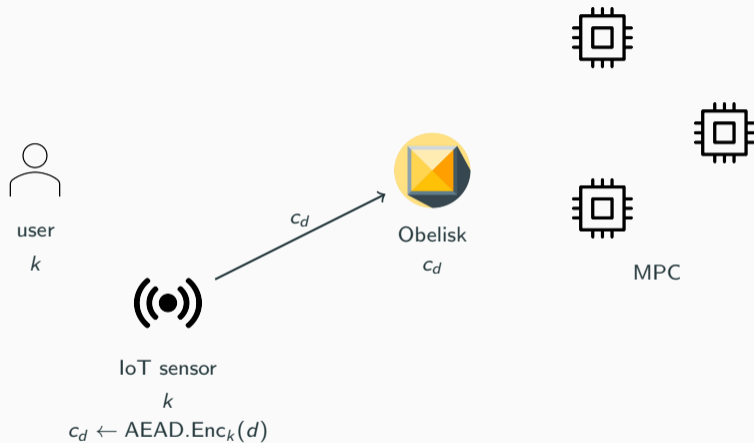 user
k
c_d
Obelisk
c_d
MPC
IoT sensor
k
c_d ← AEAD.Enc_k(d)